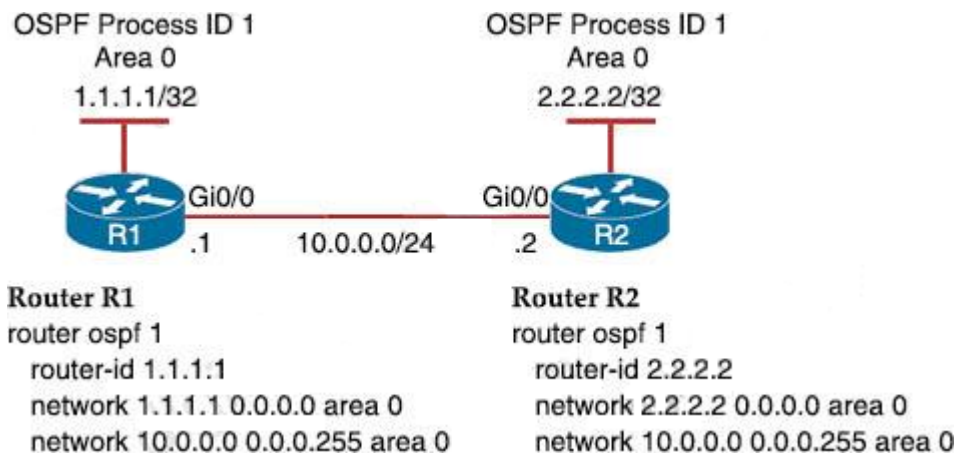 OSPF Process ID 1
Area 0
1.1.1.1/32
OSPF Process ID 1
Area 0
2.2.2.2/32
Gi0/0
Gi0/0
R1
.1
10.0.0.0/24
.2
R2
Router R1
router ospf 1
router-id 1.1.1.1
network 1.1.1.1 0.0.0.0 area 0
network 10.0.0.0 0.0.0.255 area 0
Router R2
router ospf 1
router-id 2.2.2.2
network 2.2.2.2 0.0.0.0 area 0
network 10.0.0.0 0.0.0.255 area 0